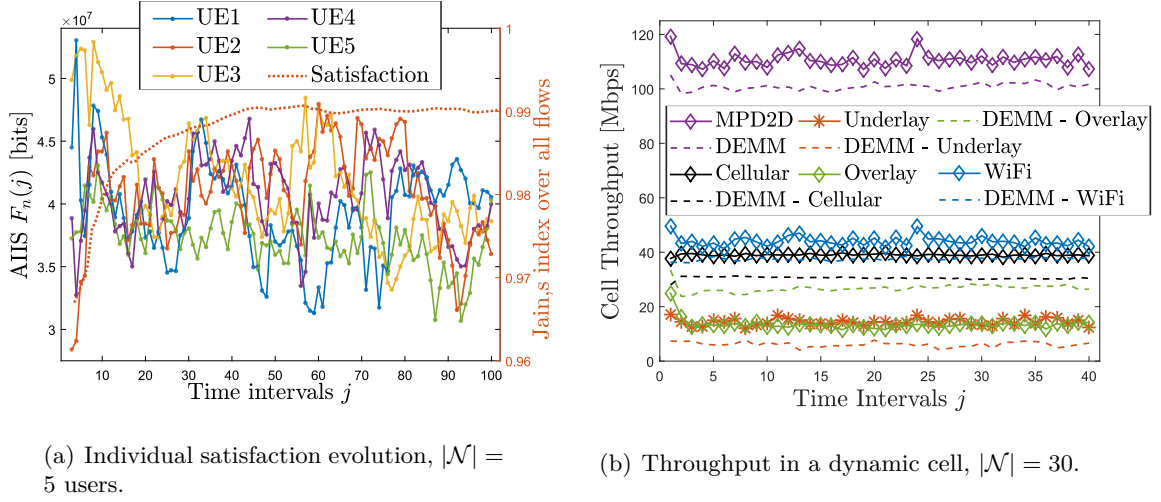 ×10⁷
UE1 UE4
UE2 UE5
UE3 Satisfaction
AIIS Fₙ(j) [bits]
5
4.5
4
3.5
3
1
0.99
0.98
0.97
0.96
Jain,s index over all flows
10 20 30 40 50 60 70 80 90 100
Time intervals j
(a) Individual satisfaction evolution, |𝒩| =
5 users.
Cell Throughput [Mbps]
120
100
80
60
40
20
0
MPD2D Underlay DEMM - Overlay
DEMM DEMM - Underlay
Cellular Overlay WiFi
DEMM - Cellular DEMM - WiFi
0 5 10 15 20 25 30 35 40
Time Intervals j
(b) Throughput in a dynamic cell, |𝒩| = 30.